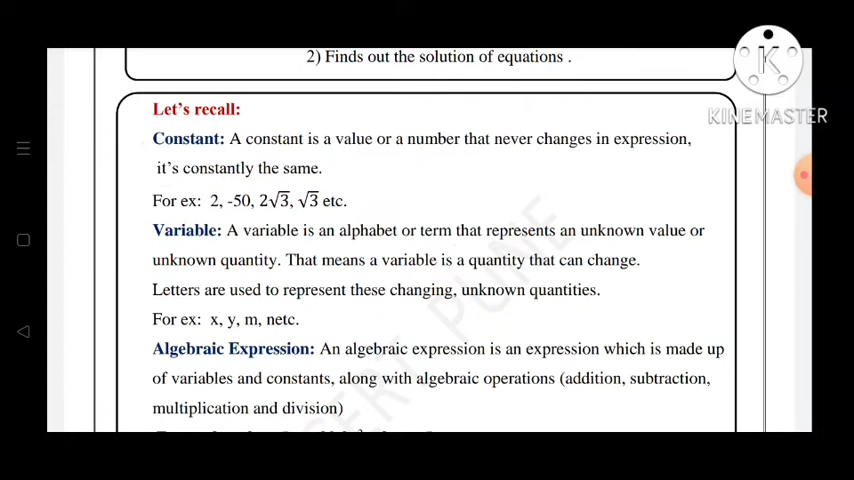 2) Finds out the solution of equations .
KINEMASTER
Let's recall:
Constant: A constant is a value or a number that never changes in expression,
it's constantly the same.
For ex: 2, -50, 2√3, √3 etc.
Variable: A variable is an alphabet or term that represents an unknown value or
unknown quantity. That means a variable is a quantity that can change.
Letters are used to represent these changing, unknown quantities.
For ex: x, y, m, netc.
Algebraic Expression: An algebraic expression is an expression which is made up
of variables and constants, along with algebraic operations (addition, subtraction,
multiplication and division)